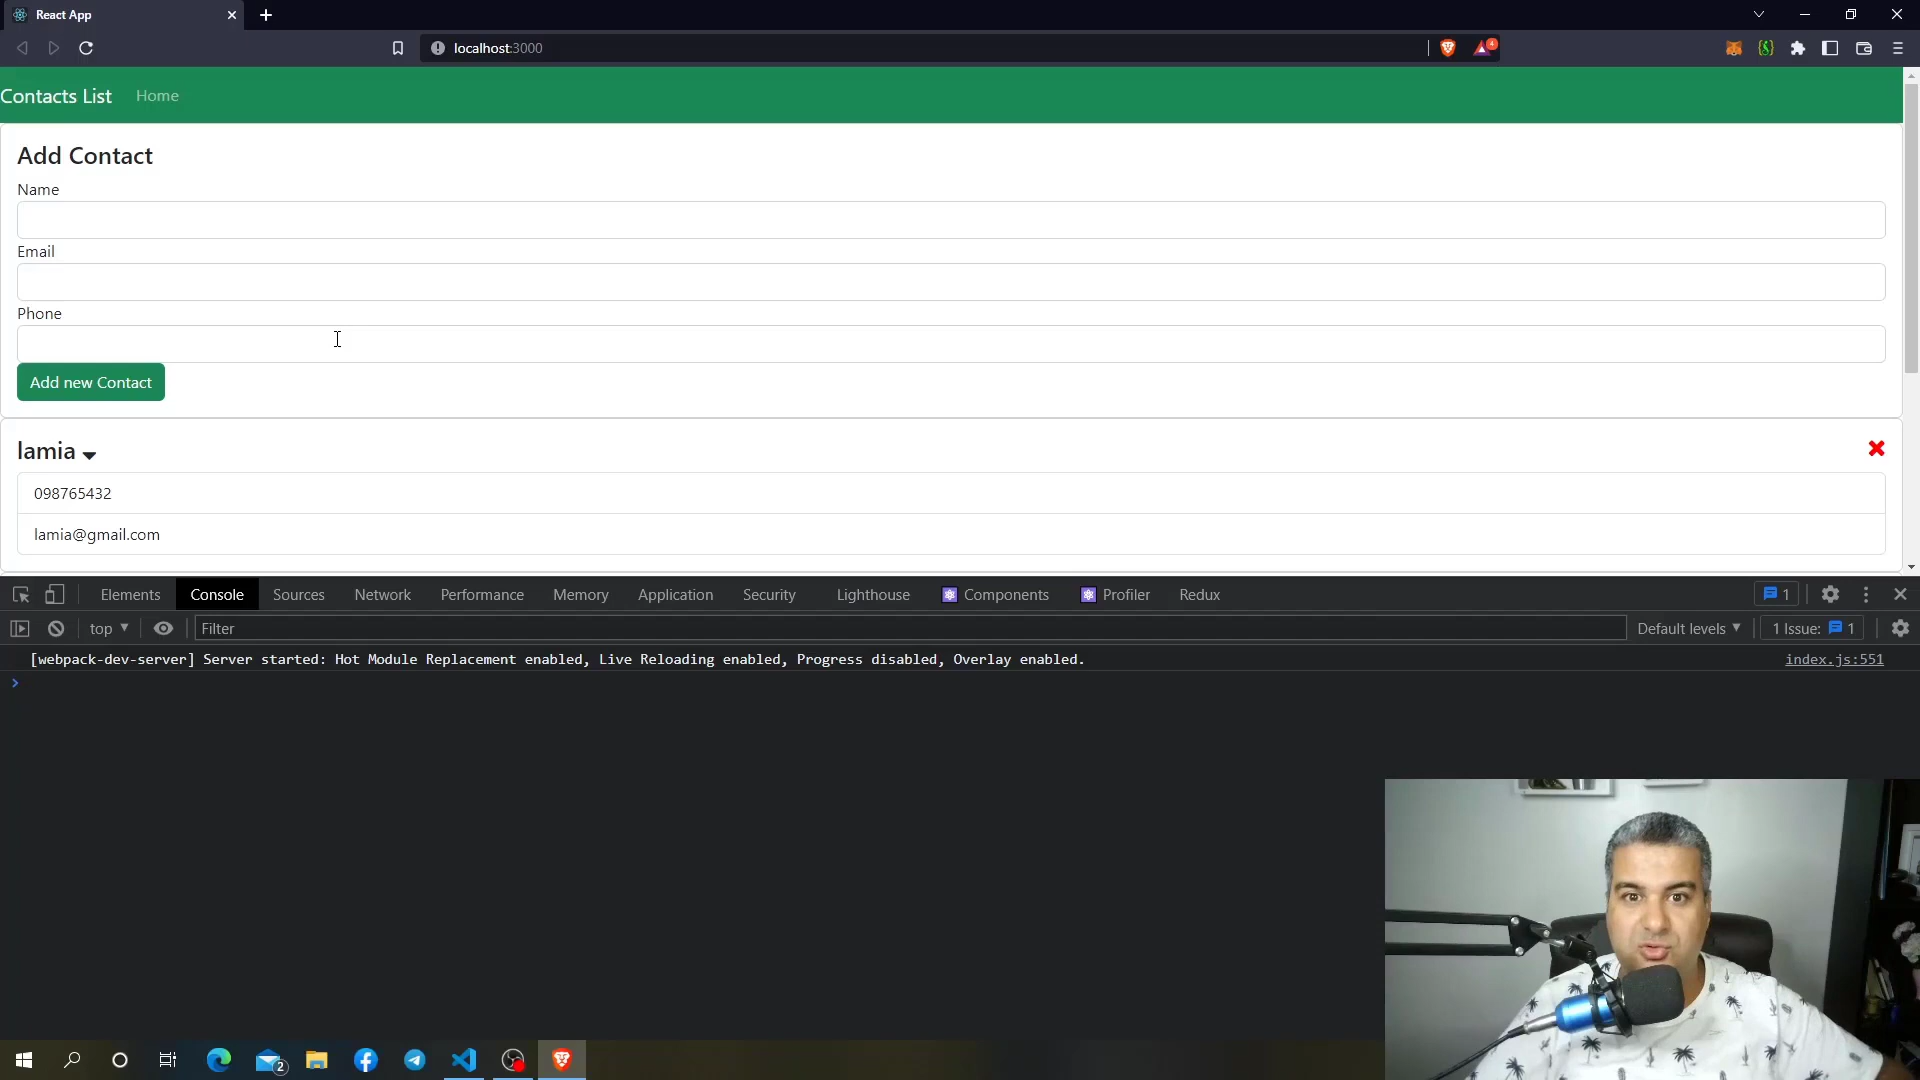 React App
localhost:3000
4
Contacts List Home
Add Contact
Name
Email
Phone
Add new Contact
lamia
098765432
lamia@gmail.com
Elements Console Sources Network Performance Memory Application Security Lighthouse Components Profiler Redux 1
top Filter Default levels 1 Issue: 1
[webpack-dev-server] Server started: Hot Module Replacement enabled, Live Reloading enabled, Progress disabled, Overlay enabled. index.js:551
2